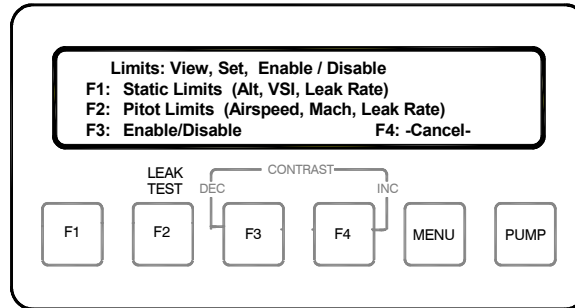 Limits: View, Set, Enable / Disable
F1: Static Limits (Alt, VSI, Leak Rate)
F2: Pitot Limits (Airspeed, Mach, Leak Rate)
F3: Enable/Disable F4: -Cancel-
LEAK
TEST
CONTRAST
DEC
INC
F1
F2
F3
F4
MENU
PUMP